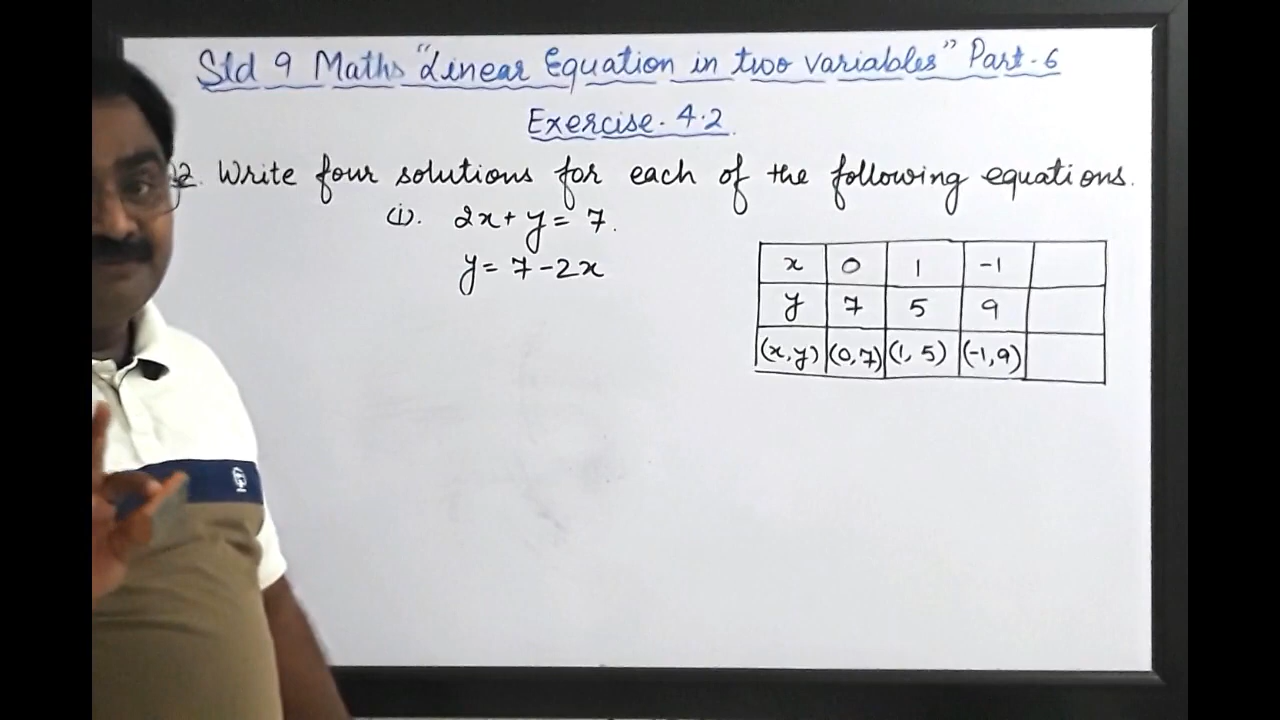 Std 9 Maths "Linear Equation in two variables" Part-6
Exercise-4.2.
2. Write four solutions for each of the following equations.
(i). 2x+y=7.
y=7-2x
x 0 1 -1
y 7 5 9
(x,y) (0,7) (1,5) (-1,9)